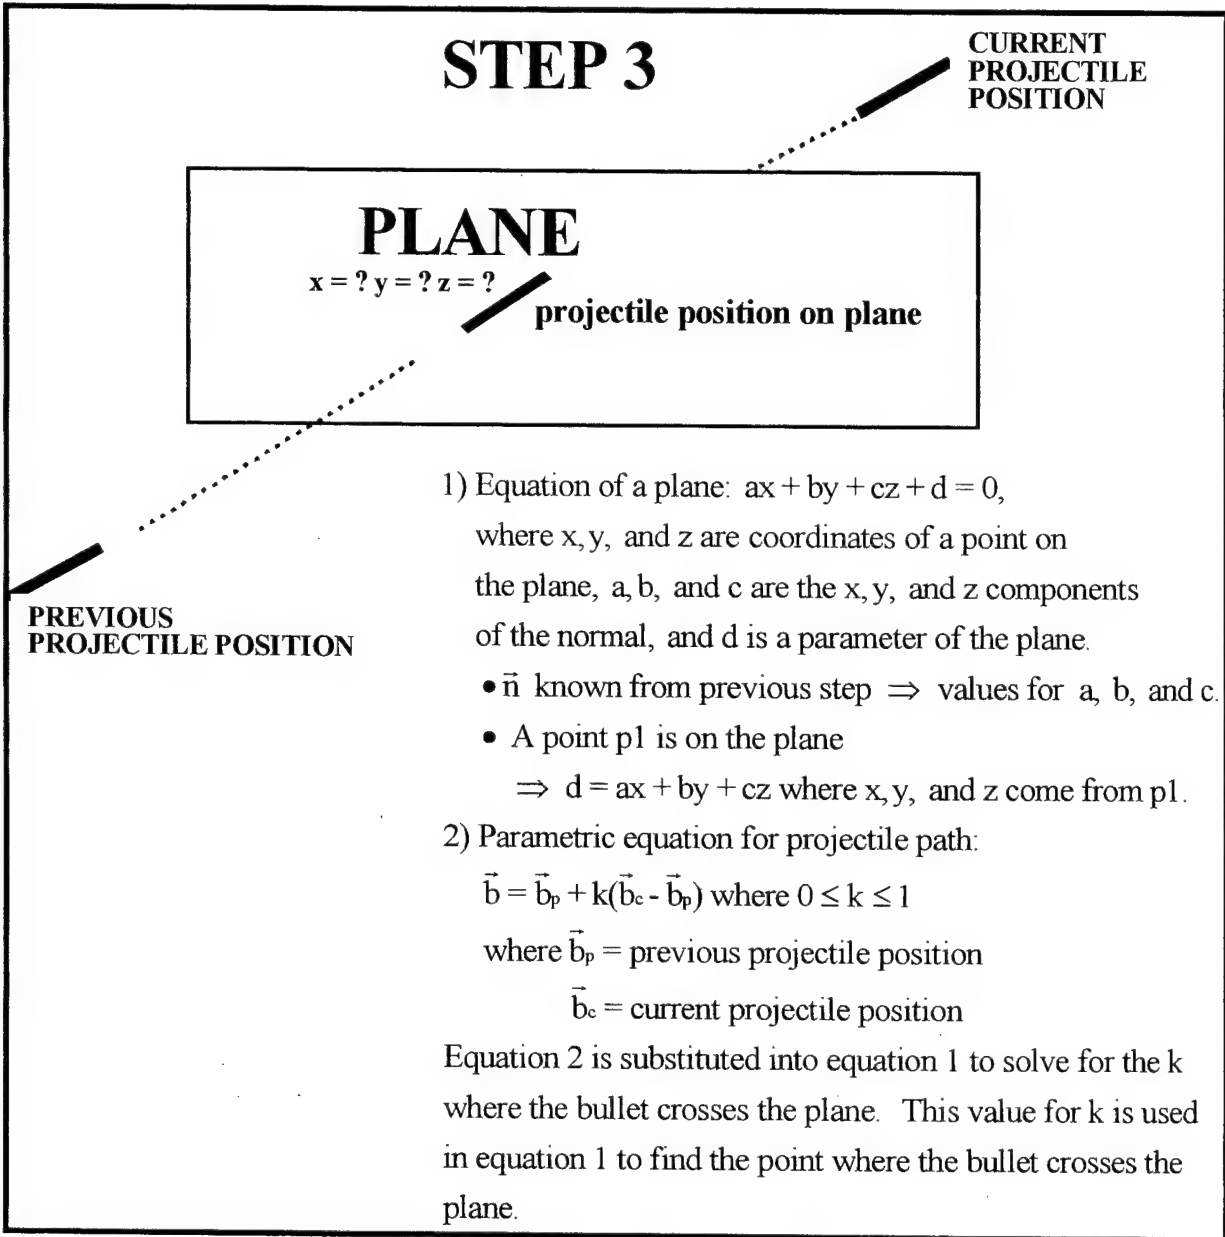 STEP 3
CURRENT
PROJECTILE
POSITION
PLANE
x = ? y = ? z = ?
projectile position on plane
PREVIOUS
PROJECTILE POSITION
1) Equation of a plane: ax + by + cz + d = 0,
where x, y, and z are coordinates of a point on
the plane, a, b, and c are the x, y, and z components
of the normal, and d is a parameter of the plane.
• n⃗ known from previous step ⇒ values for a, b, and c.
• A point p1 is on the plane
⇒ d = ax + by + cz where x, y, and z come from p1.
2) Parametric equation for projectile path:
b⃗ = b⃗ₚ + k(b⃗c - b⃗ₚ) where 0 ≤ k ≤ 1
where b⃗ₚ = previous projectile position
b⃗c = current projectile position
Equation 2 is substituted into equation 1 to solve for the k
where the bullet crosses the plane. This value for k is used
in equation 1 to find the point where the bullet crosses the
plane.